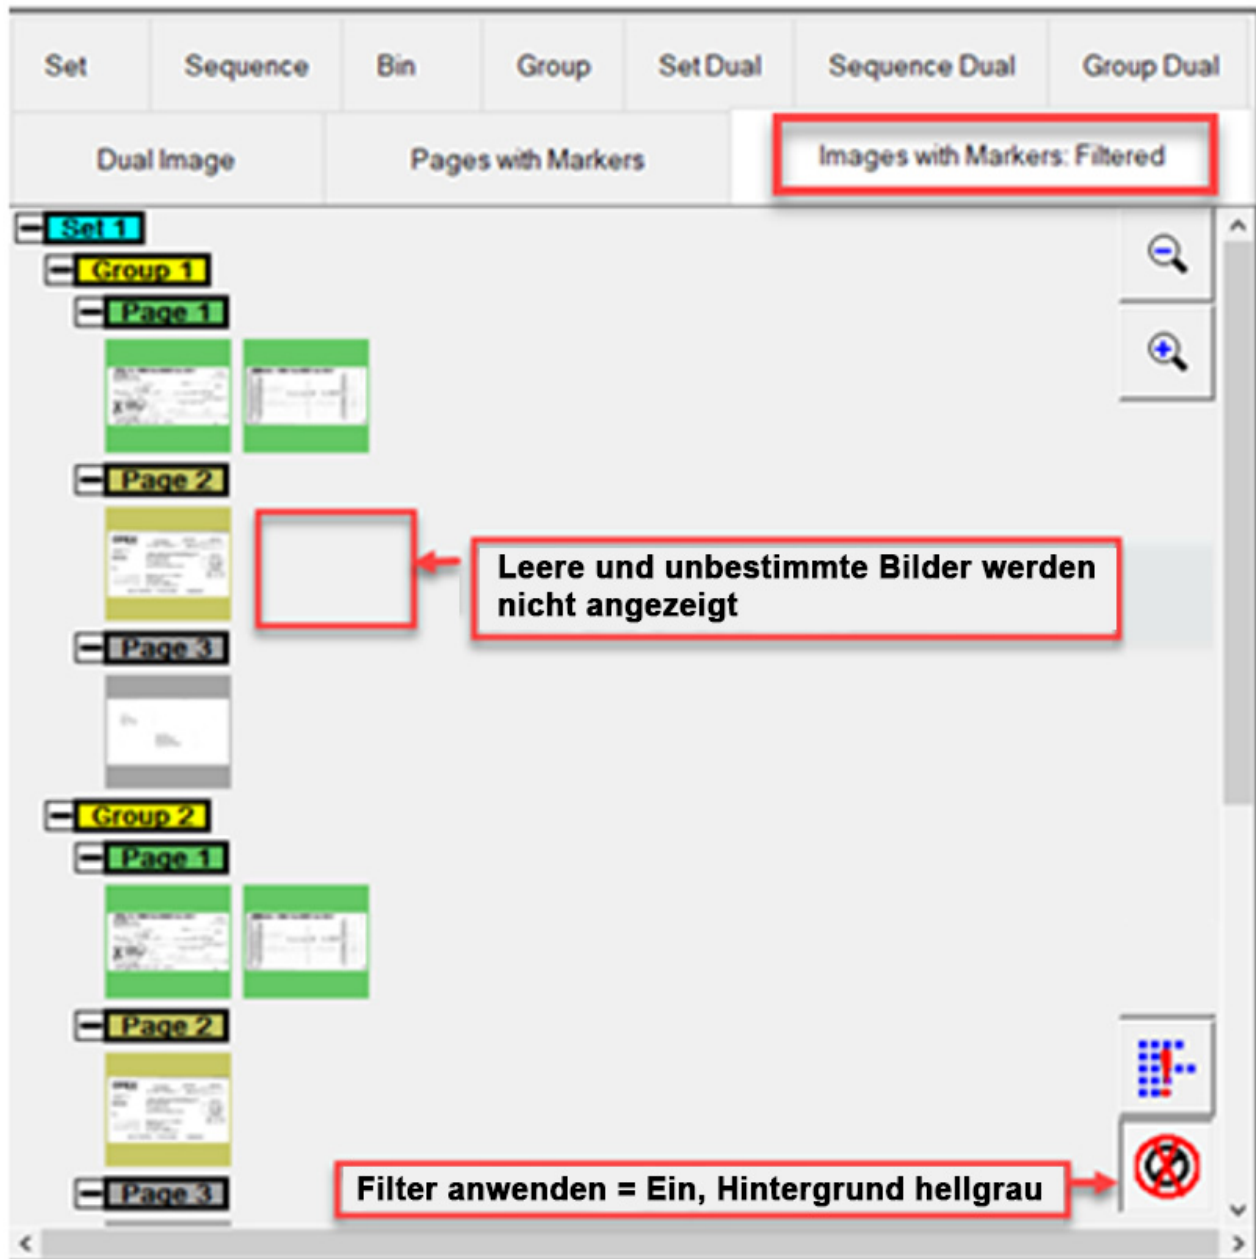 Set Sequence Bin Group Set Dual Sequence Dual Group Dual
Dual Image Pages with Markers Images with Markers: Filtered
Set 1
Group 1
Page 1
Page 2
Leere und unbestimmte Bilder werden
nicht angezeigt
Page 3
Group 2
Page 1
Page 2
Page 3
Filter anwenden = Ein, Hintergrund hellgrau